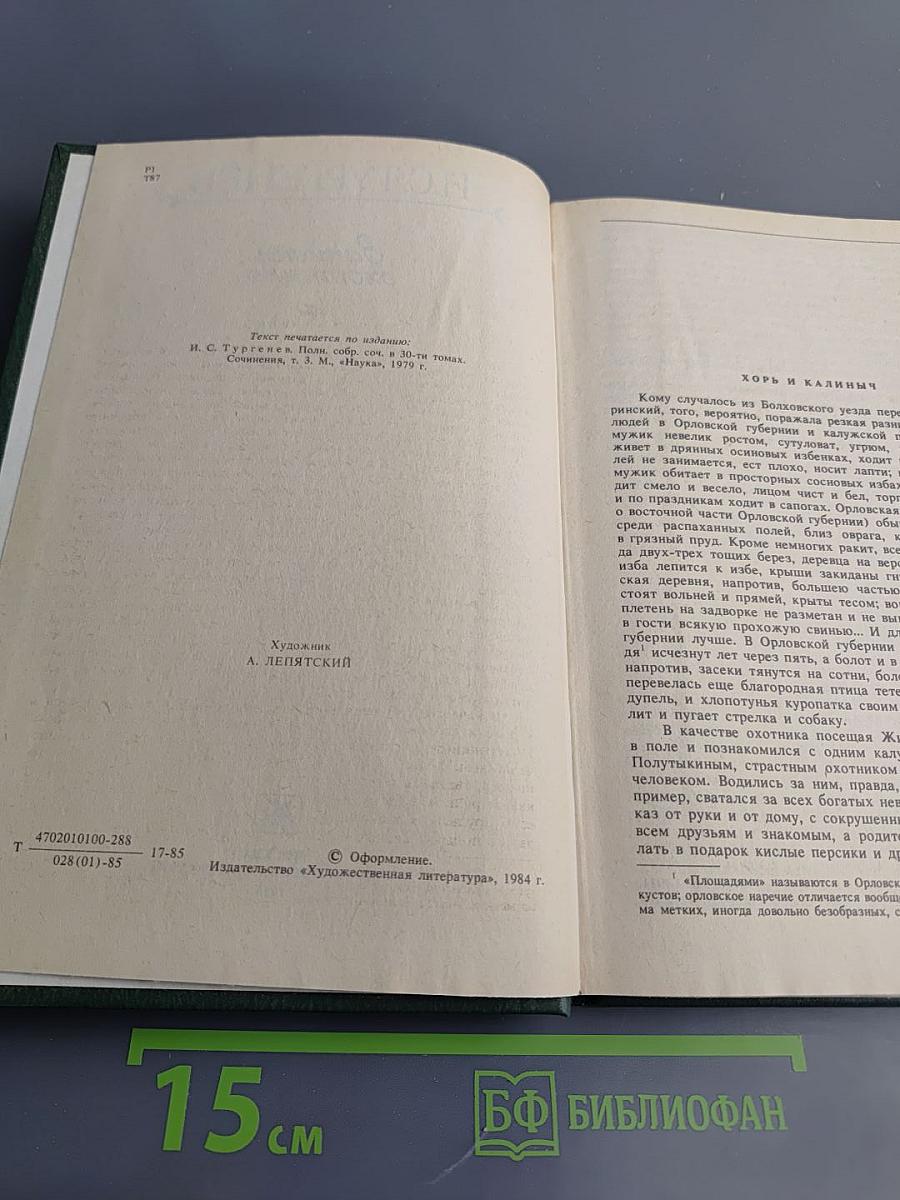 Р1
Т87
Текст печатается по изданию:
И. С. Тургенев. Полн. собр. соч. в 30-ти томах.
Сочинения, т. 3. М., «Наука», 1979 г.
Художник
А. ЛЕПЯТСКИЙ
Т 4702010100-288 17-85
028(01)-85
© Оформление.
Издательство «Художественная литература», 1984 г.
ХОРЬ И КАЛИНЫЧ
Кому случалось из Болховского уезда пере
ринский, того, вероятно, поражала резкая разни
людей в Орловской губернии и калужской п
мужик невелик ростом, сутуловат, угрюм,
живет в дрянных осиновых избенках, ходит
лей не занимается, ест плохо, носит лапти;
мужик обитает в просторных сосновых избах
дит смело и весело, лицом чист и бел, торг
и по праздникам ходит в сапогах. Орловская
о восточной части Орловской губернии) обы
среди распаханных полей, близ оврага, к
в грязный пруд. Кроме немногих ракит, все
да двух-трех тощих берез, деревца на верс
изба лепится к избе, крыши закиданы гни
ская деревня, напротив, большею частью
стоят вольней и прямей, крыты тесом; во
плетень на задворке не разметан и не вы
в гости всякую прохожую свинью... И дл
губернии лучше. В Орловской губернии
дя¹ исчезнут лет через пять, а болот и в
напротив, засеки тянутся на сотни, боло
перевелась еще благородная птица тете
дупель, и хлопотунья куропатка своим
лит и пугает стрелка и собаку.
В качестве охотника посещая Жи
в поле и познакомился с одним калу
Полутыкиным, страстным охотником
человеком. Водились за ним, правда,
пример, сватался за всех богатых нев
каз от руки и от дому, с сокрушенн
всем друзьям и знакомым, а родите
лать в подарок кислые персики и др
¹ «Площадями» называются в Орловск
кустов; орловское наречие отличается вообщ
ма метких, иногда довольно безобразных, с
15 см
БФ БИБЛИОФАН